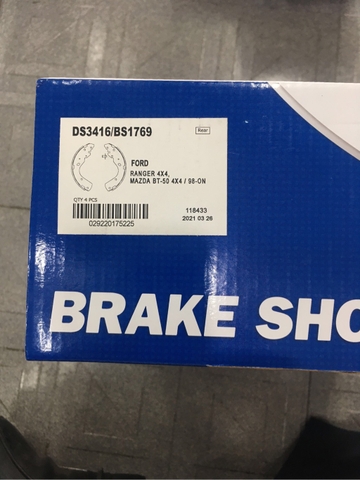 DS3416/BS1769
Rear
FORD
RANGER 4X4,
MAZDA BT-50 4X4 / 98-ON
QTY 4 PCS
029220175225
118433
2021 03 26
BRAKE SHO